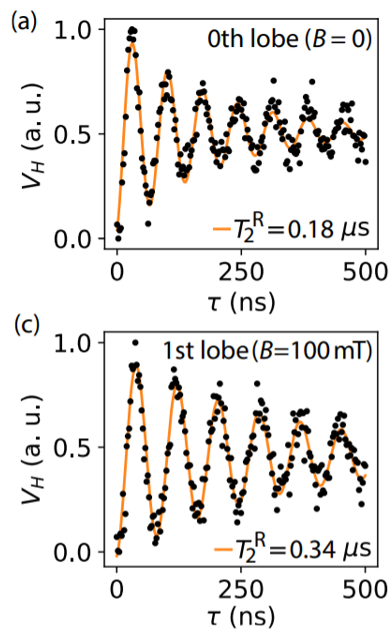 (a)
1.0
0th lobe (B = 0)
V_H (a. u.)
0.5
0.0
T_2^R = 0.18 μs
0 250 500
τ (ns)
(c)
1.0
1st lobe (B=100 mT)
V_H (a. u.)
0.5
0.0
T_2^R = 0.34 μs
0 250 500
τ (ns)